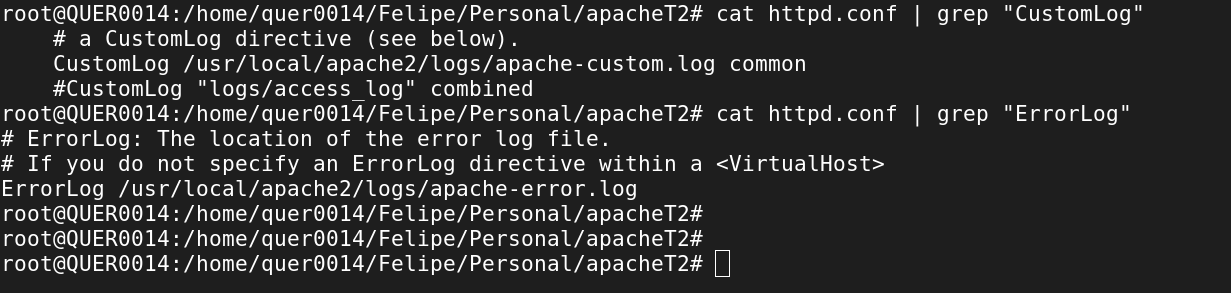 root@QUER0014:/home/quer0014/Felipe/Personal/apacheT2# cat httpd.conf | grep "CustomLog"
    # a CustomLog directive (see below).
    CustomLog /usr/local/apache2/logs/apache-custom.log common
    #CustomLog "logs/access_log" combined
root@QUER0014:/home/quer0014/Felipe/Personal/apacheT2# cat httpd.conf | grep "ErrorLog"
# ErrorLog: The location of the error log file.
# If you do not specify an ErrorLog directive within a <VirtualHost>
ErrorLog /usr/local/apache2/logs/apache-error.log
root@QUER0014:/home/quer0014/Felipe/Personal/apacheT2#
root@QUER0014:/home/quer0014/Felipe/Personal/apacheT2#
root@QUER0014:/home/quer0014/Felipe/Personal/apacheT2#